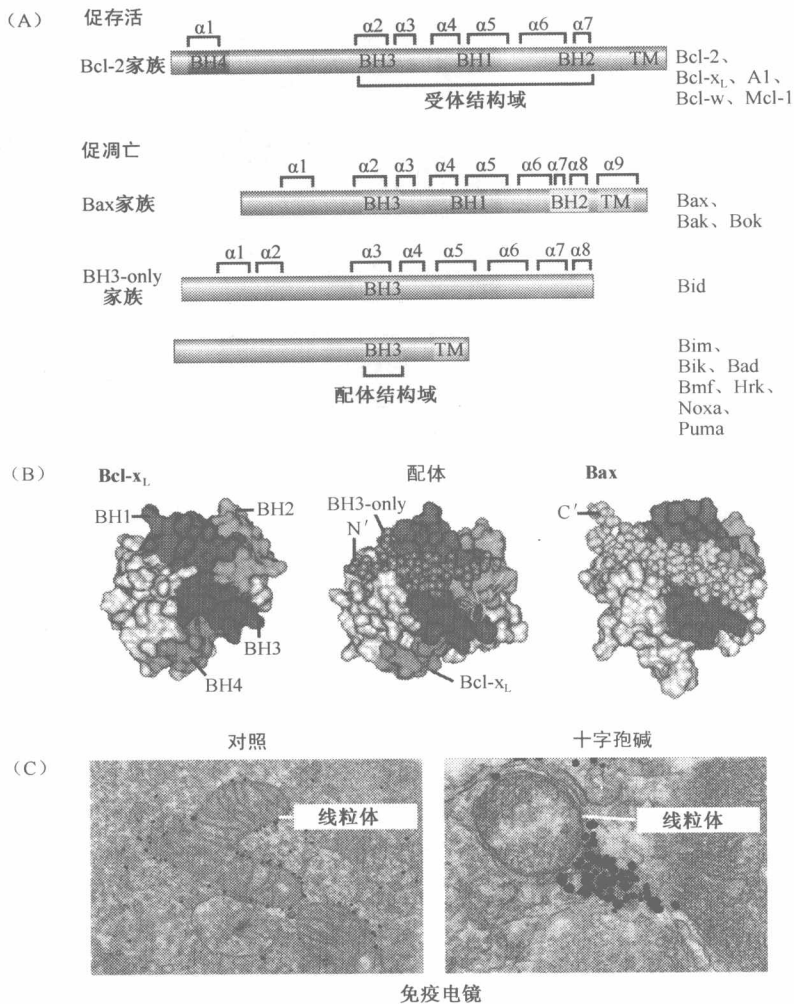 (A)
促存活
α1 α2 α3 α4 α5 α6 α7
Bcl-2家族
BH4 BH3 BH1 BH2 TM
Bcl-2、
Bcl-xL、A1、
Bcl-w、Mcl-1
受体结构域
促凋亡
α1 α2 α3 α4 α5 α6 α7 α8 α9
Bax家族
BH3 BH1 BH2 TM
Bax、
Bak、Bok
α1 α2 α3 α4 α5 α6 α7 α8
BH3-only
家族
BH3
Bid
BH3 TM
Bim、
Bik、Bad
Bmf、Hrk、
Noxa、
Puma
配体结构域
(B)
Bcl-xL
BH1
BH2
BH3
BH4
配体
BH3-only
N′
Bcl-xL
Bax
C′
(C)
对照
线粒体
十字孢碱
线粒体
免疫电镜